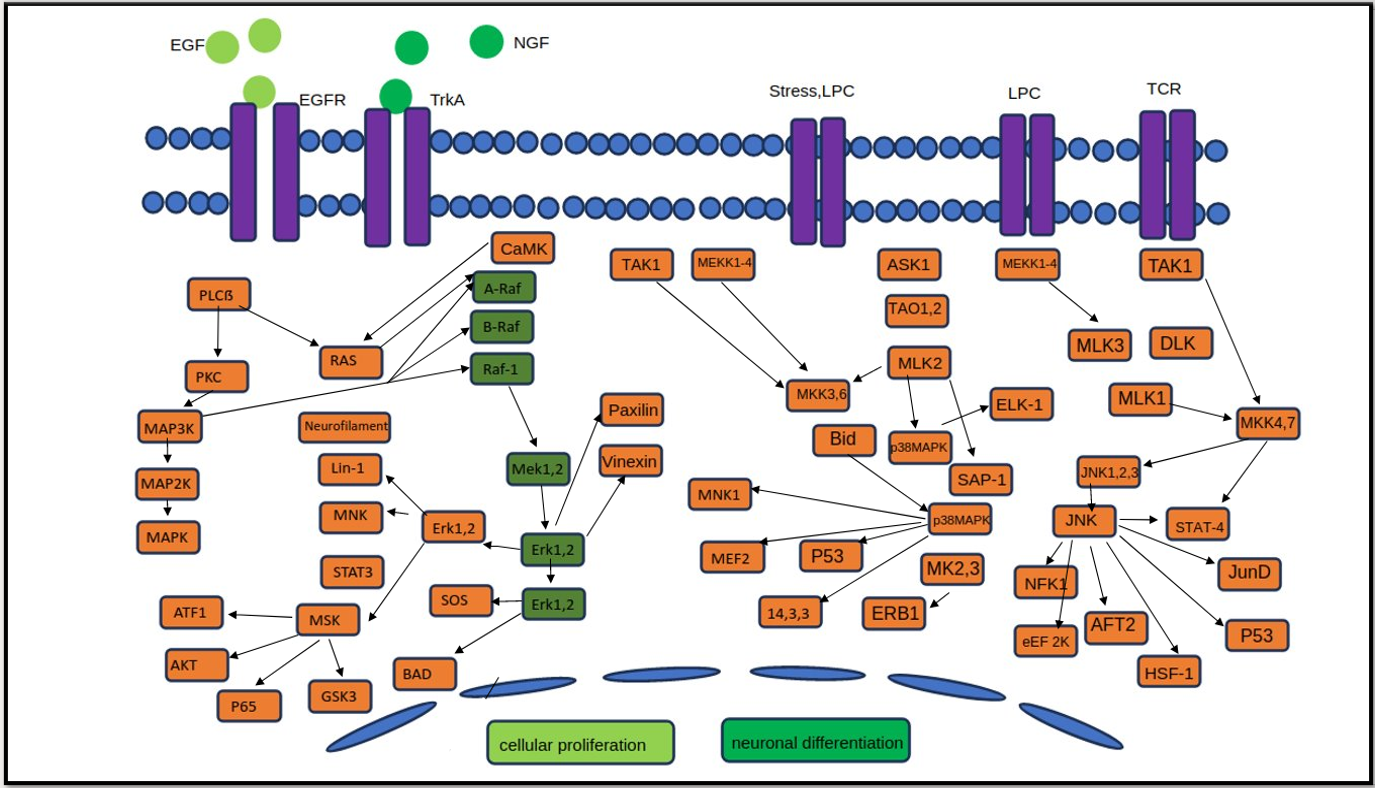 EGF
NGF
EGFR
TrkA
Stress,LPC
LPC
TCR
CaMK
TAK1
MEKK1-4
ASK1
MEKK1-4
TAK1
PLCß
A-Raf
TAO1,2
B-Raf
RAS
MLK2
MLK3
DLK
Raf-1
PKC
MKK3,6
MLK1
ELK-1
Paxilin
MAP3K
Neurofilament
MKK4,7
Bid
p38MAPK
Lin-1
Mek1,2
Vinexin
SAP-1
JNK1,2,3
MAP2K
MNK1
MNK
Erk1,2
p38MAPK
JNK
STAT-4
MAPK
Erk1,2
MEF2
P53
MK2,3
STAT3
NFK1
JunD
SOS
Erk1,2
14,3,3
ERB1
ATF1
MSK
AFT2
eEF 2K
P53
AKT
BAD
HSF-1
P65
GSK3
cellular proliferation
neuronal differentiation